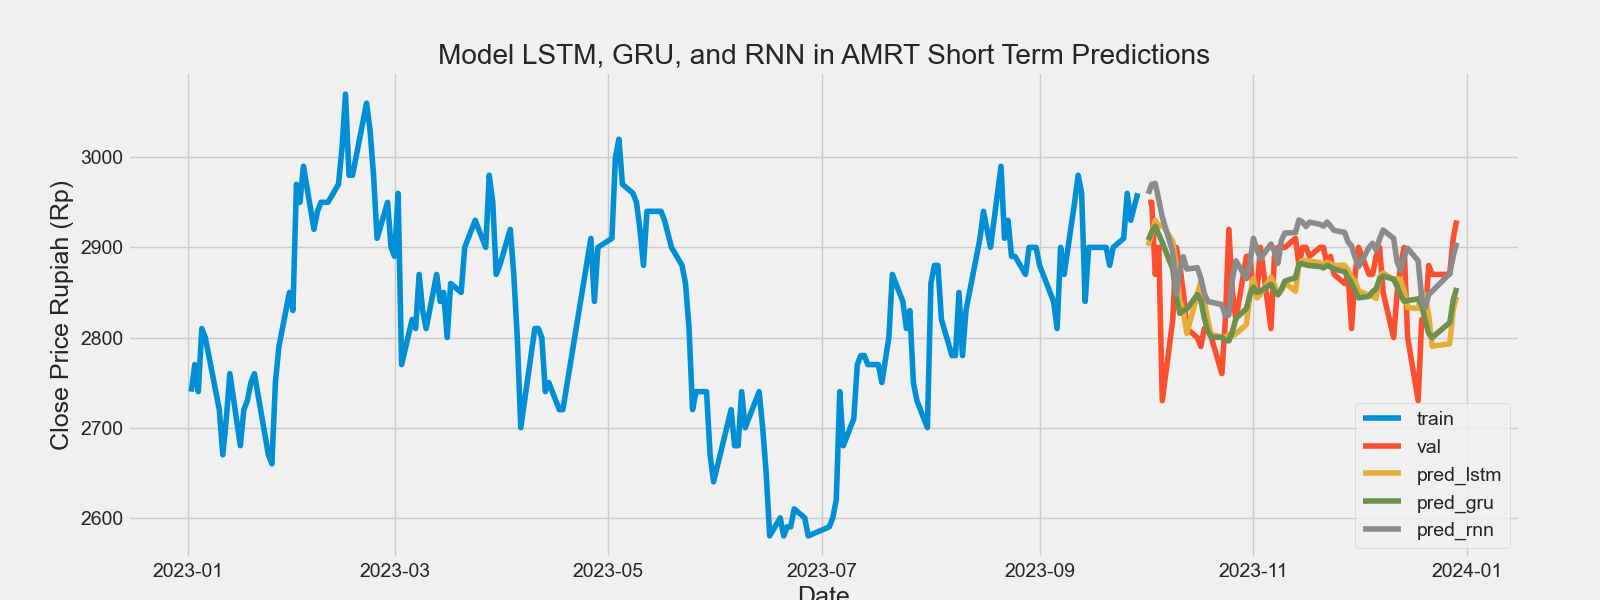 Model LSTM, GRU, and RNN in AMRT Short Term Predictions
Close Price Rupiah (Rp)
3000
2900
2800
2700
2600
train
val
pred_lstm
pred_gru
pred_rnn
2023-01 2023-03 2023-05 2023-07 2023-09 2023-11 2024-01
Date